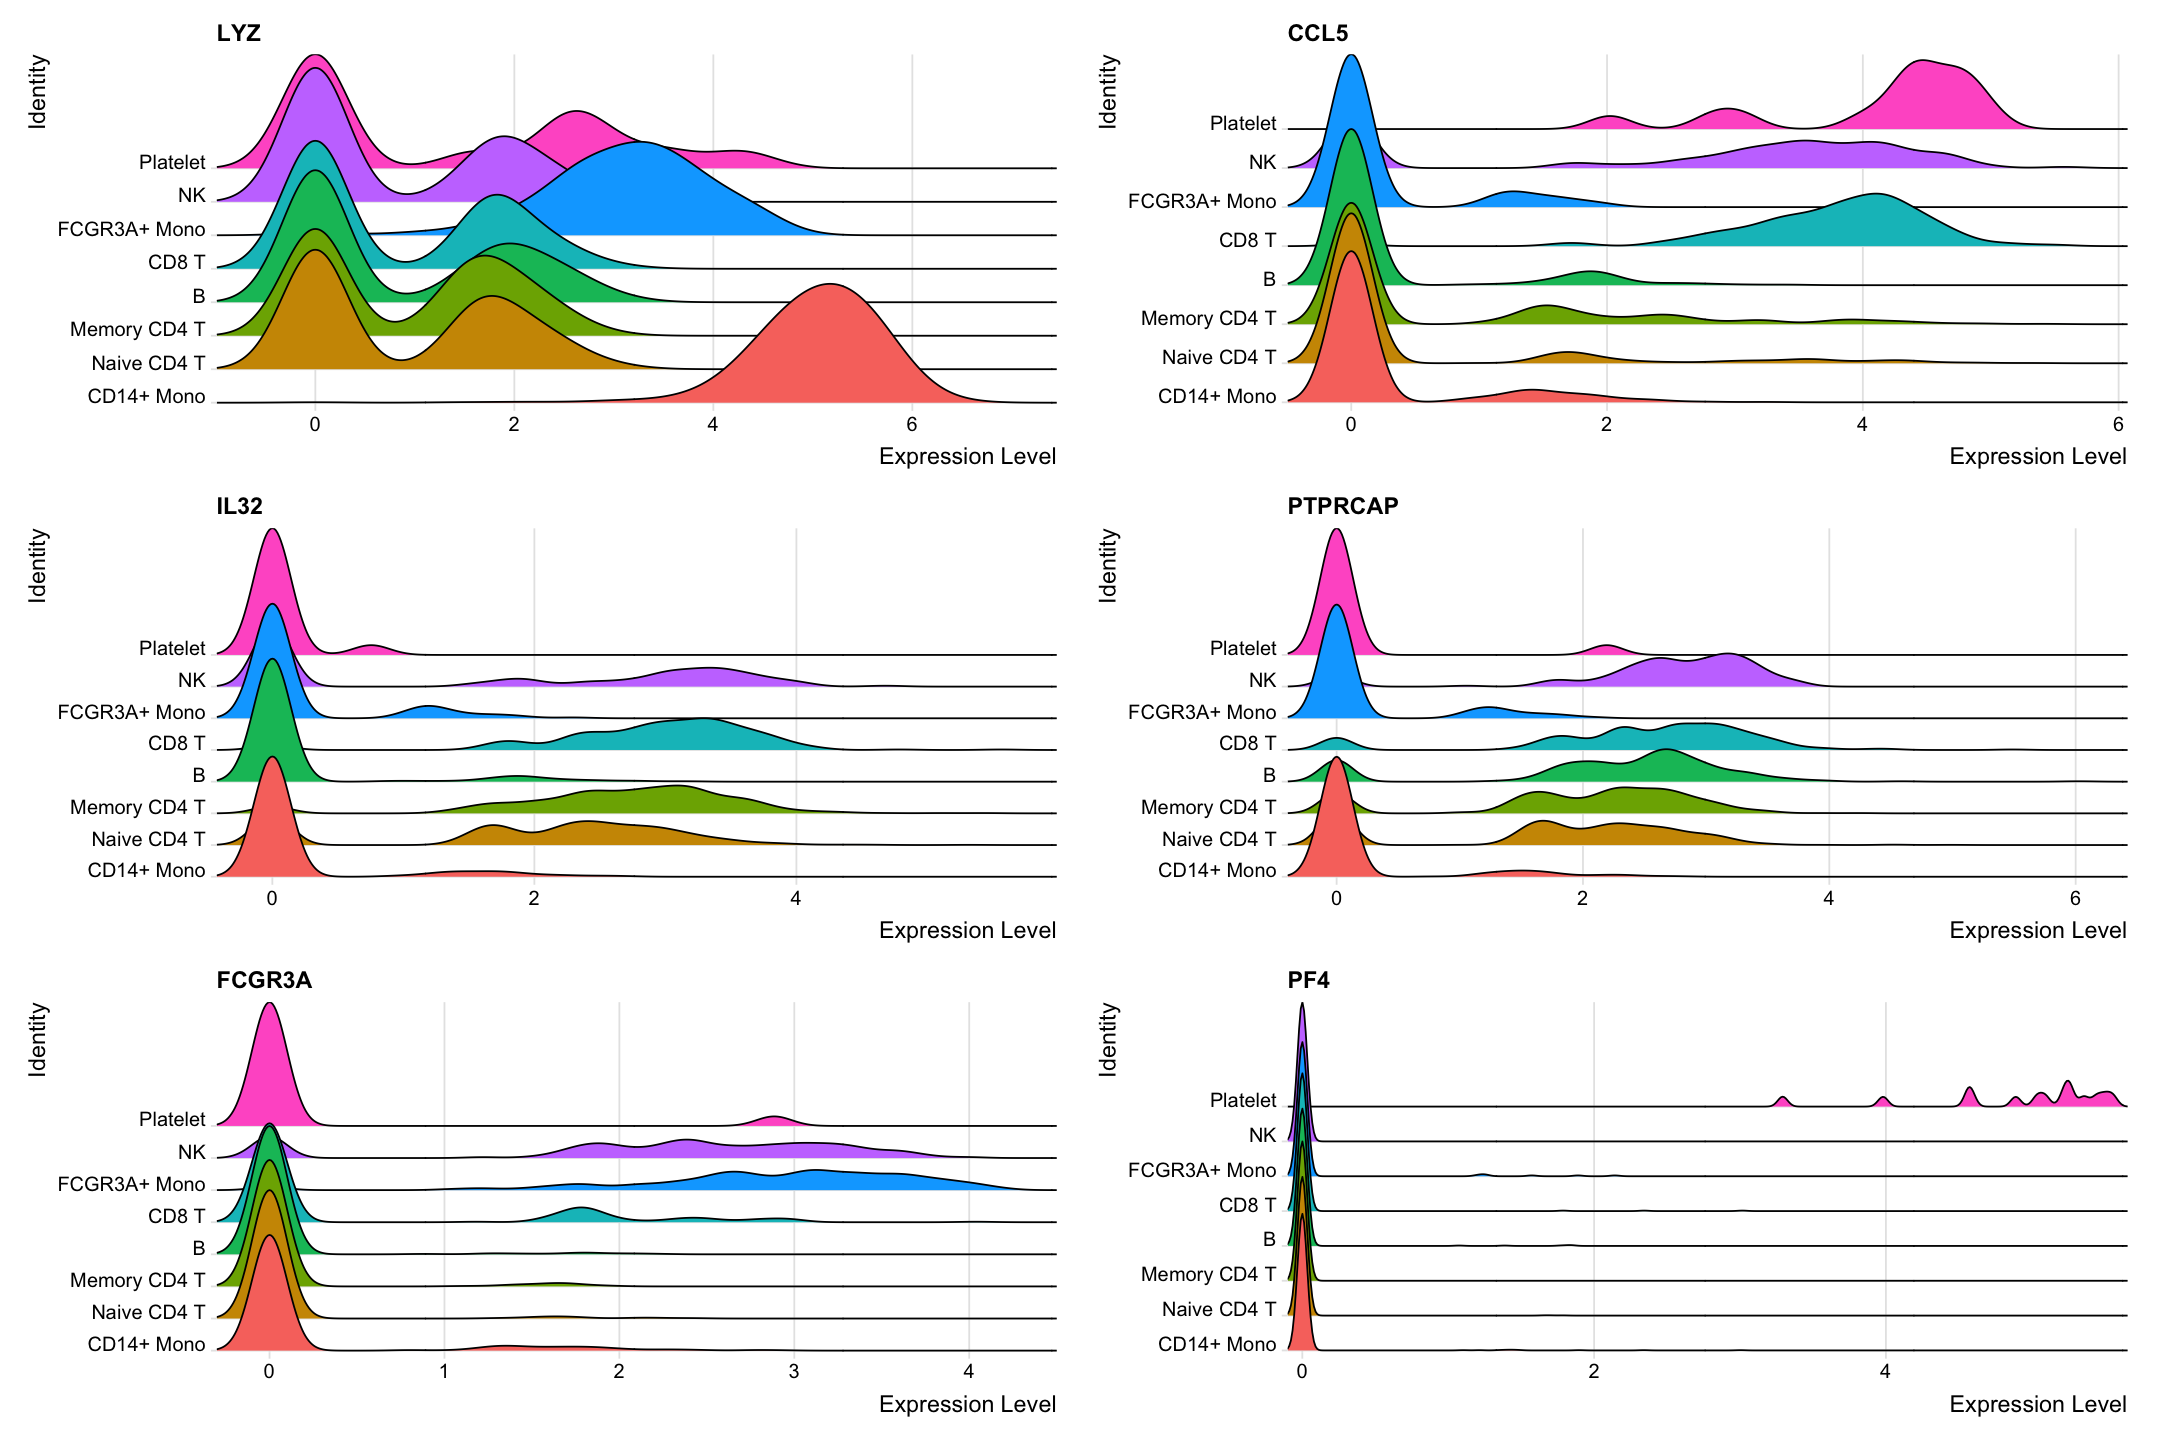 LYZ
Identity
Platelet
NK
FCGR3A+ Mono
CD8 T
B
Memory CD4 T
Naive CD4 T
CD14+ Mono
0 2 4 6
Expression Level
CCL5
Identity
Platelet
NK
FCGR3A+ Mono
CD8 T
B
Memory CD4 T
Naive CD4 T
CD14+ Mono
0 2 4 6
Expression Level
IL32
Identity
Platelet
NK
FCGR3A+ Mono
CD8 T
B
Memory CD4 T
Naive CD4 T
CD14+ Mono
0 2 4
Expression Level
PTPRCAP
Identity
Platelet
NK
FCGR3A+ Mono
CD8 T
B
Memory CD4 T
Naive CD4 T
CD14+ Mono
0 2 4 6
Expression Level
FCGR3A
Identity
Platelet
NK
FCGR3A+ Mono
CD8 T
B
Memory CD4 T
Naive CD4 T
CD14+ Mono
0 1 2 3 4
Expression Level
PF4
Identity
Platelet
NK
FCGR3A+ Mono
CD8 T
B
Memory CD4 T
Naive CD4 T
CD14+ Mono
0 2 4
Expression Level